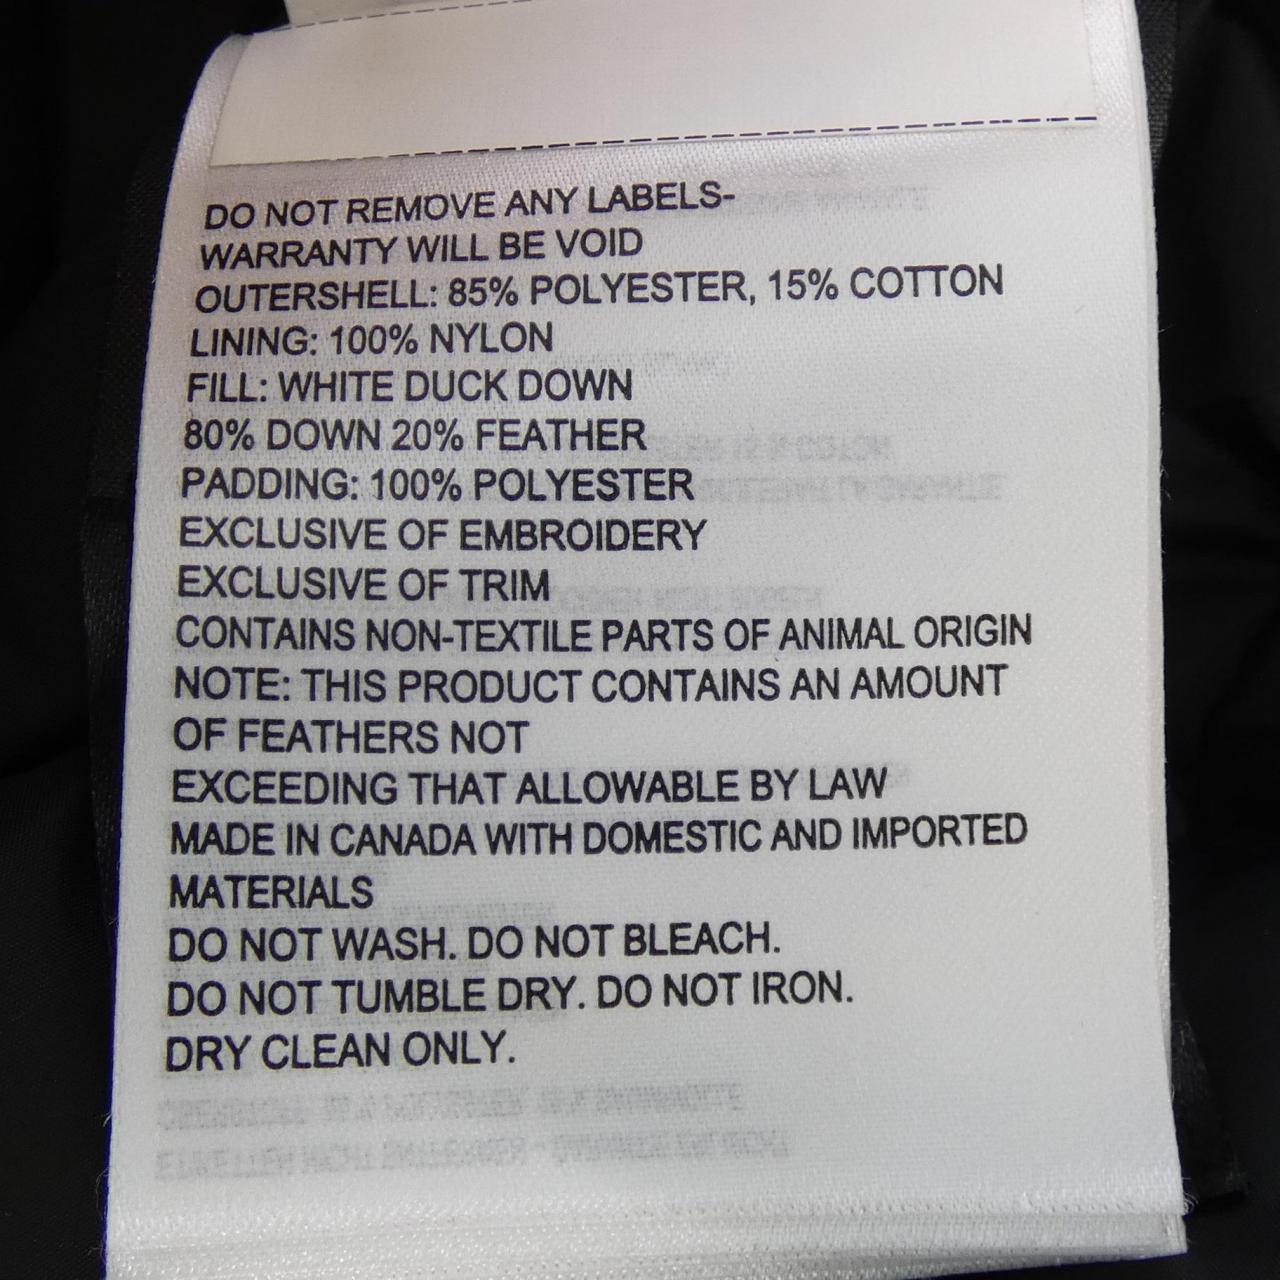 DO NOT REMOVE ANY LABELS-
WARRANTY WILL BE VOID
OUTERSHELL: 85% POLYESTER, 15% COTTON
LINING: 100% NYLON
FILL: WHITE DUCK DOWN
80% DOWN 20% FEATHER
PADDING: 100% POLYESTER
EXCLUSIVE OF EMBROIDERY
EXCLUSIVE OF TRIM
CONTAINS NON-TEXTILE PARTS OF ANIMAL ORIGIN
NOTE: THIS PRODUCT CONTAINS AN AMOUNT
OF FEATHERS NOT
EXCEEDING THAT ALLOWABLE BY LAW
MADE IN CANADA WITH DOMESTIC AND IMPORTED
MATERIALS
DO NOT WASH. DO NOT BLEACH.
DO NOT TUMBLE DRY. DO NOT IRON.
DRY CLEAN ONLY.